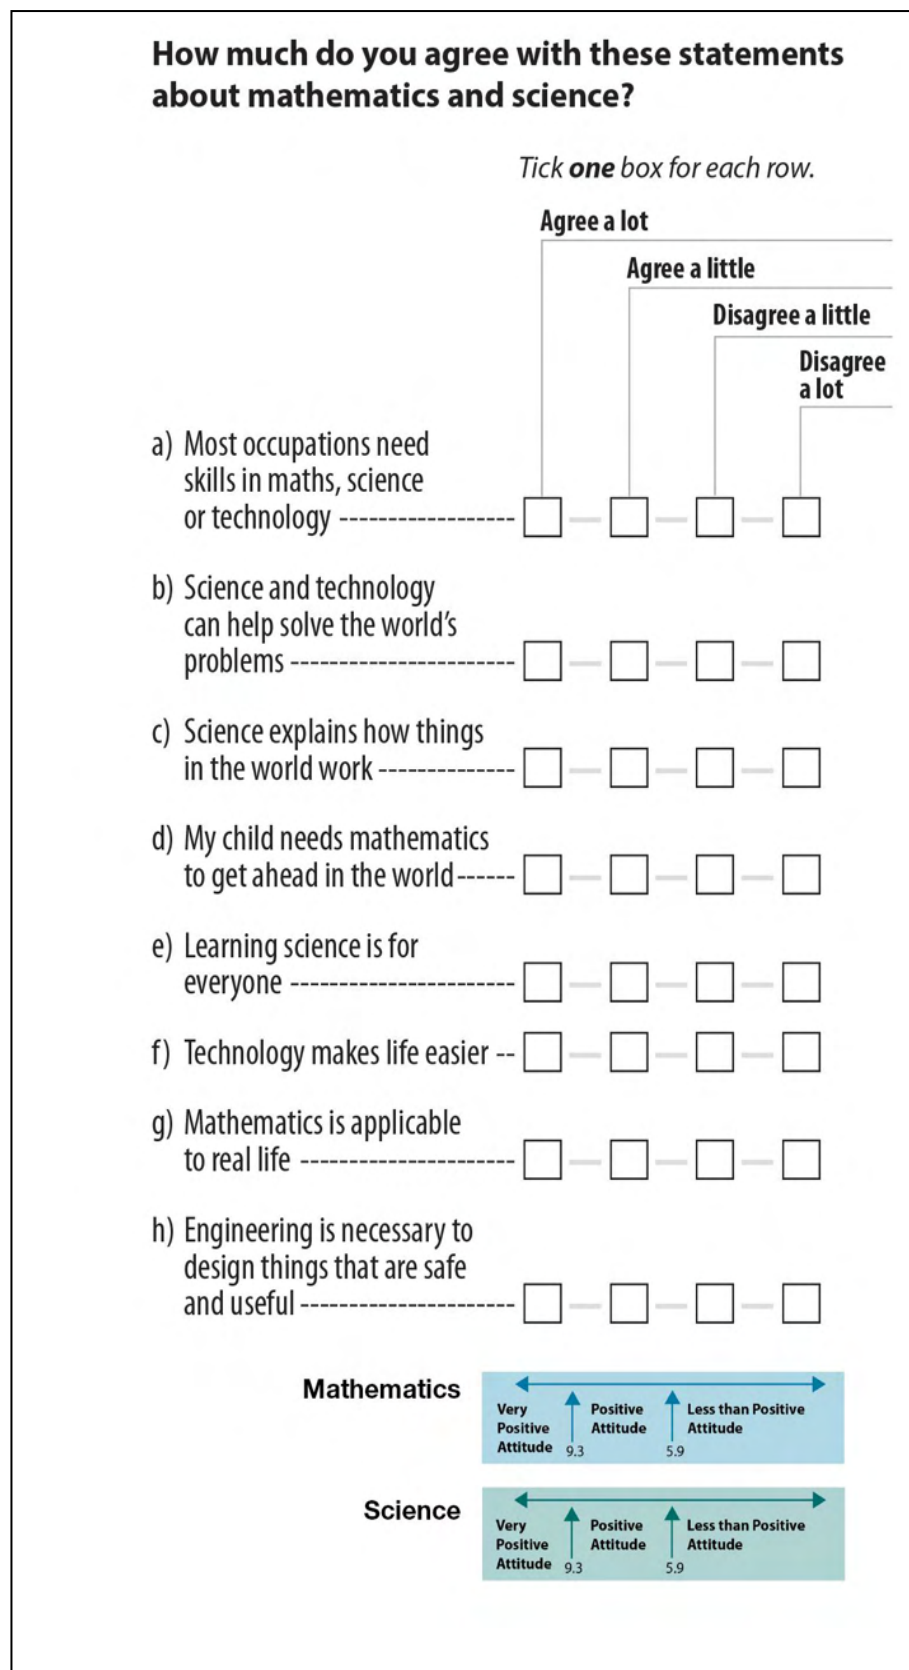 How much do you agree with these statements
about mathematics and science?
Tick one box for each row.
Agree a lot
Agree a little
Disagree a little
Disagree
a lot
a) Most occupations need
skills in maths, science
or technology
b) Science and technology
can help solve the world’s
problems
c) Science explains how things
in the world work
d) My child needs mathematics
to get ahead in the world
e) Learning science is for
everyone
f) Technology makes life easier
g) Mathematics is applicable
to real life
h) Engineering is necessary to
design things that are safe
and useful
Mathematics
Very
Positive
Attitude
9.3
Positive
Attitude
5.9
Less than Positive
Attitude
Science
Very
Positive
Attitude
9.3
Positive
Attitude
5.9
Less than Positive
Attitude